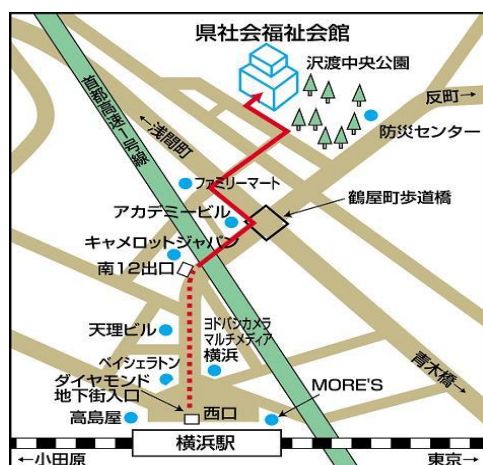 県社会福祉会館
沢渡中央公園
反町→
防災センター
首都高速1号線
←浅間町
ファミリーマート
鶴屋町歩道橋
アカデミービル
キャメロットジャパン
南12出口
天理ビル
ヨドバシカメラ
マルチメディア
横浜
ベイシェラトン
ダイヤモンド
地下街入口
青木橋→
MORE'S
高島屋
西口
横浜駅
←小田原
東京→